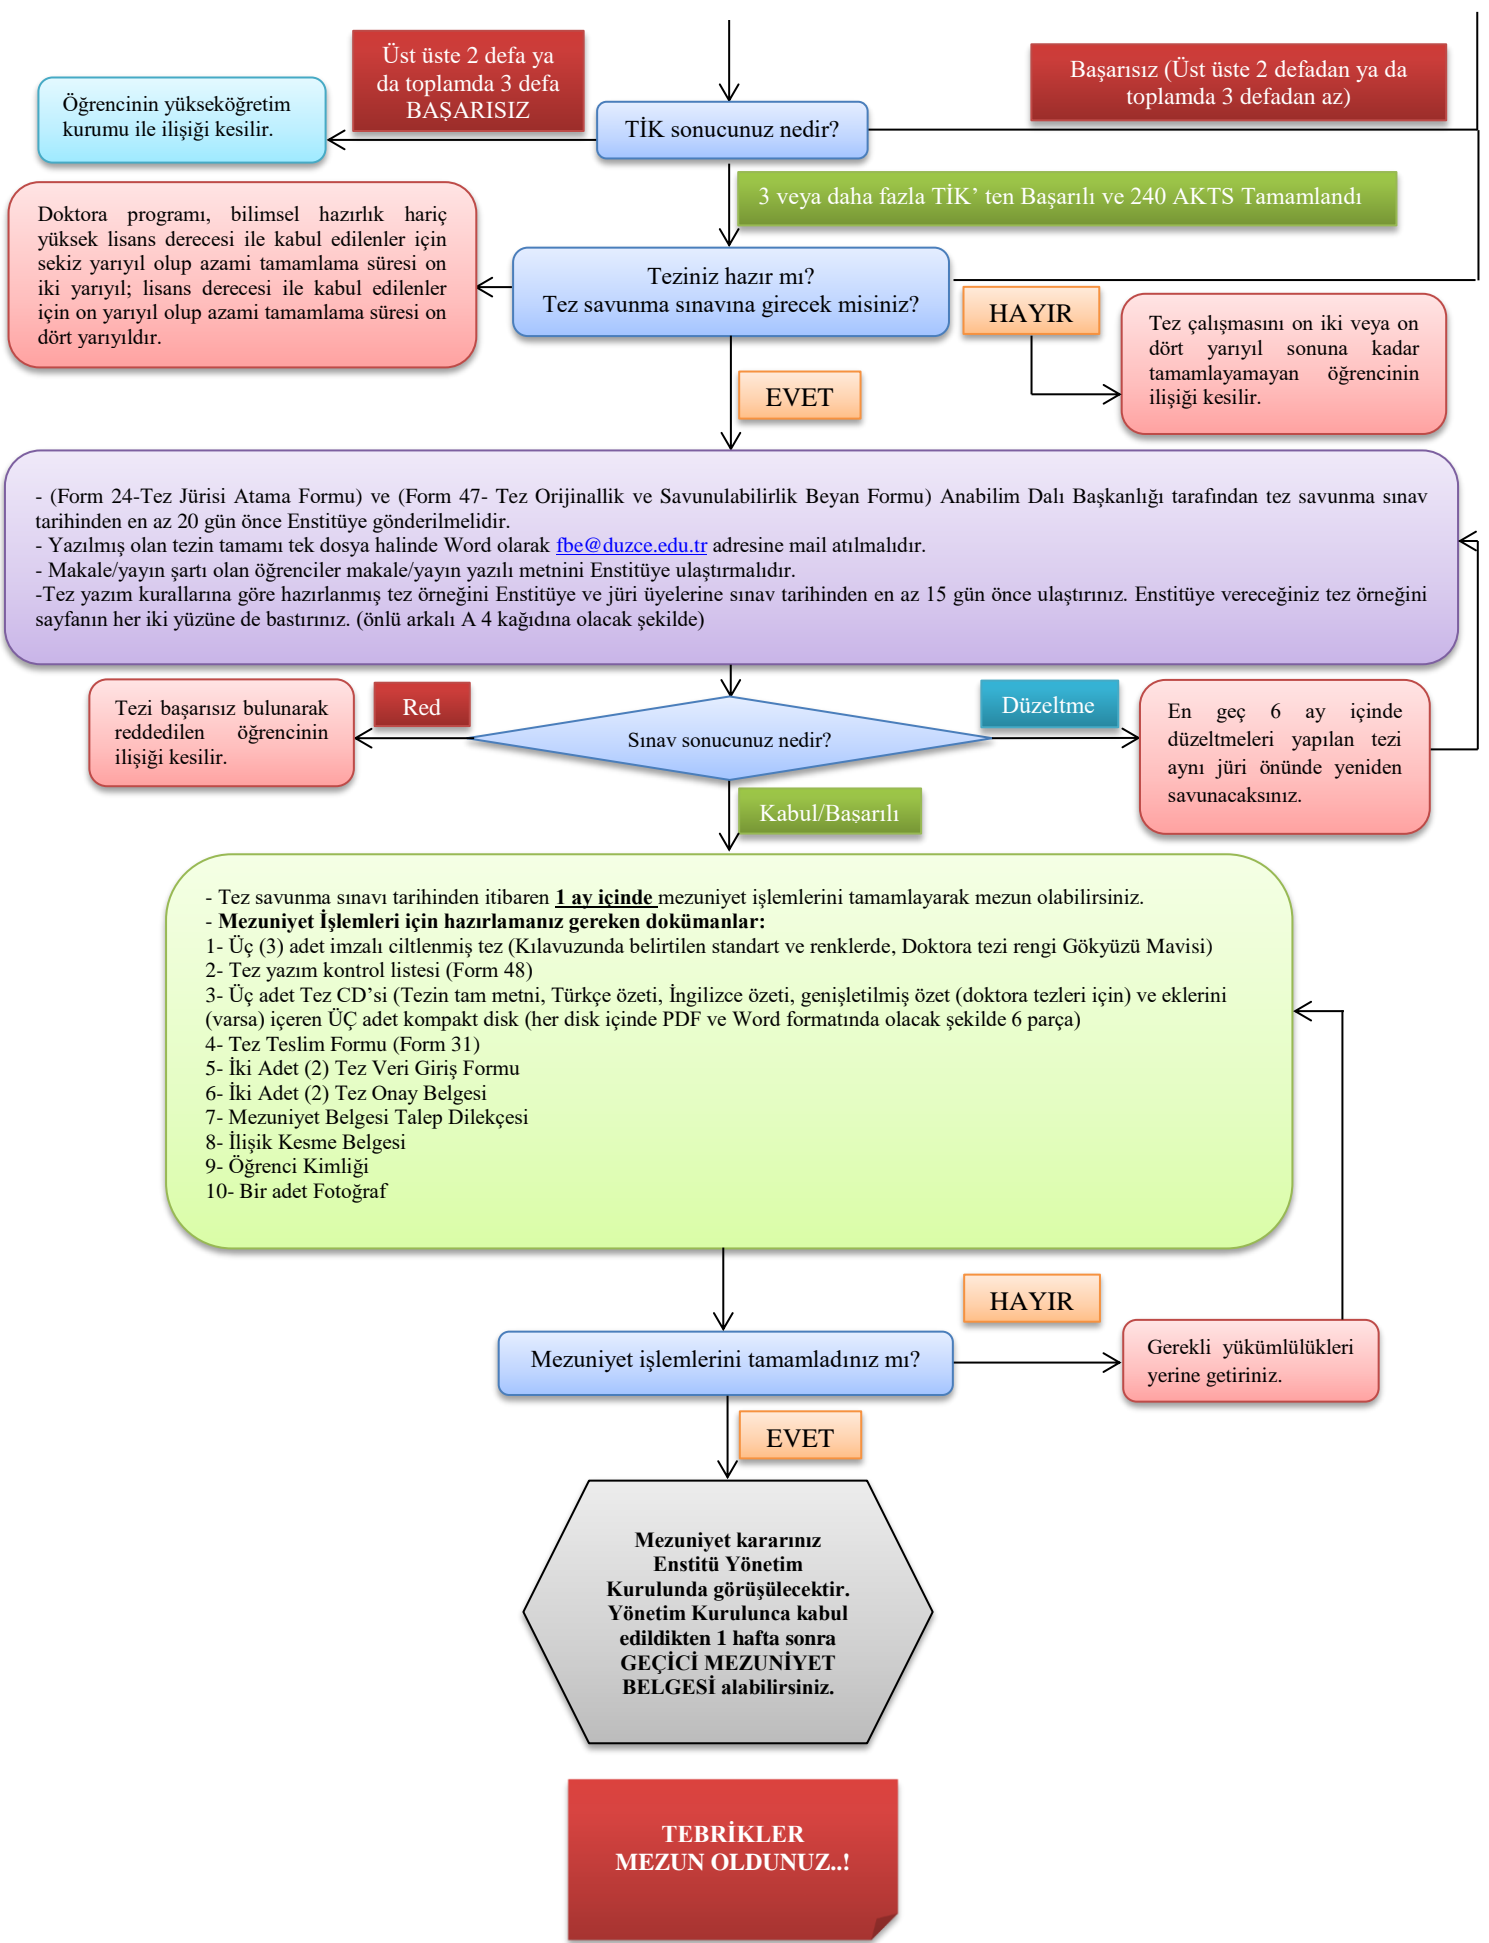 Üst üste 2 defa ya
da toplamda 3 defa
BAŞARISIZ
Başarısız (Üst üste 2 defadan ya da
toplamda 3 defadan az)
Öğrencinin yükseköğretim
kurumu ile ilişiği kesilir.
TİK sonucunuz nedir?
3 veya daha fazla TİK’ ten Başarılı ve 240 AKTS Tamamlandı
Doktora programı, bilimsel hazırlık hariç
yüksek lisans derecesi ile kabul edilenler için
sekiz yarıyıl olup azami tamamlama süresi on
iki yarıyıl; lisans derecesi ile kabul edilenler
için on yarıyıl olup azami tamamlama süresi on
dört yarıyıldır.
Teziniz hazır mı?
Tez savunma sınavına girecek misiniz?
HAYIR
Tez çalışmasını on iki veya on
dört yarıyıl sonuna kadar
tamamlayamayan öğrencinin
ilişiği kesilir.
EVET
- (Form 24-Tez Jürisi Atama Formu) ve (Form 47- Tez Orijinallik ve Savunulabilirlik Beyan Formu) Anabilim Dalı Başkanlığı tarafından tez savunma sınav
tarihinden en az 20 gün önce Enstitüye gönderilmelidir.
- Yazılmış olan tezin tamamı tek dosya halinde Word olarak fbe@duzce.edu.tr adresine mail atılmalıdır.
- Makale/yayın şartı olan öğrenciler makale/yayın yazılı metnini Enstitüye ulaştırmalıdır.
-Tez yazım kurallarına göre hazırlanmış tez örneğini Enstitüye ve jüri üyelerine sınav tarihinden en az 15 gün önce ulaştırınız. Enstitüye vereceğiniz tez örneğini
sayfanın her iki yüzüne de bastırınız. (önlü arkalı A 4 kağıdına olacak şekilde)
Tezi başarısız bulunarak
reddedilen öğrencinin
ilişiği kesilir.
Red
Sınav sonucunuz nedir?
Düzeltme
En geç 6 ay içinde
düzeltmeleri yapılan tezi
aynı jüri önünde yeniden
savunacaksınız.
Kabul/Başarılı
- Tez savunma sınavı tarihinden itibaren 1 ay içinde mezuniyet işlemlerini tamamlayarak mezun olabilirsiniz.
- Mezuniyet İşlemleri için hazırlamanız gereken dokümanlar:
1- Üç (3) adet imzalı ciltlenmiş tez (Kılavuzunda belirtilen standart ve renklerde, Doktora tezi rengi Gökyüzü Mavisi)
2- Tez yazım kontrol listesi (Form 48)
3- Üç adet Tez CD’si (Tezin tam metni, Türkçe özeti, İngilizce özeti, genişletilmiş özet (doktora tezleri için) ve eklerini
(varsa) içeren ÜÇ adet kompakt disk (her disk içinde PDF ve Word formatında olacak şekilde 6 parça)
4- Tez Teslim Formu (Form 31)
5- İki Adet (2) Tez Veri Giriş Formu
6- İki Adet (2) Tez Onay Belgesi
7- Mezuniyet Belgesi Talep Dilekçesi
8- İlişik Kesme Belgesi
9- Öğrenci Kimliği
10- Bir adet Fotoğraf
HAYIR
Mezuniyet işlemlerini tamamladınız mı?
Gerekli yükümlülükleri
yerine getiriniz.
EVET
Mezuniyet kararınız
Enstitü Yönetim
Kurulunda görüşülecektir.
Yönetim Kurulunca kabul
edildikten 1 hafta sonra
GEÇİCİ MEZUNİYET
BELGESİ alabilirsiniz.
TEBRİKLER
MEZUN OLDUNUZ..!